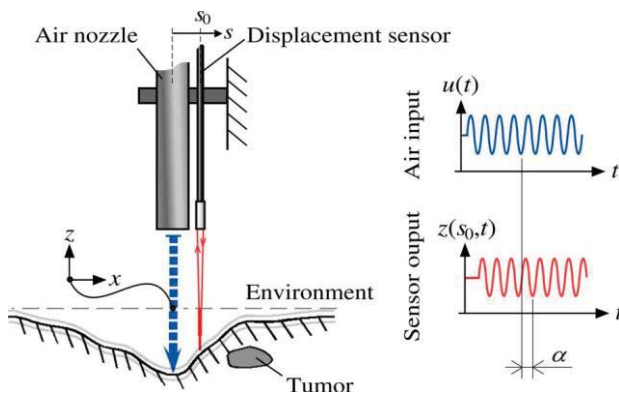 s₀
s
Air nozzle
Displacement sensor
u(t)
Air input
t
z
x
Environment
Tumor
z(s₀,t)
Sensor ouput
t
α